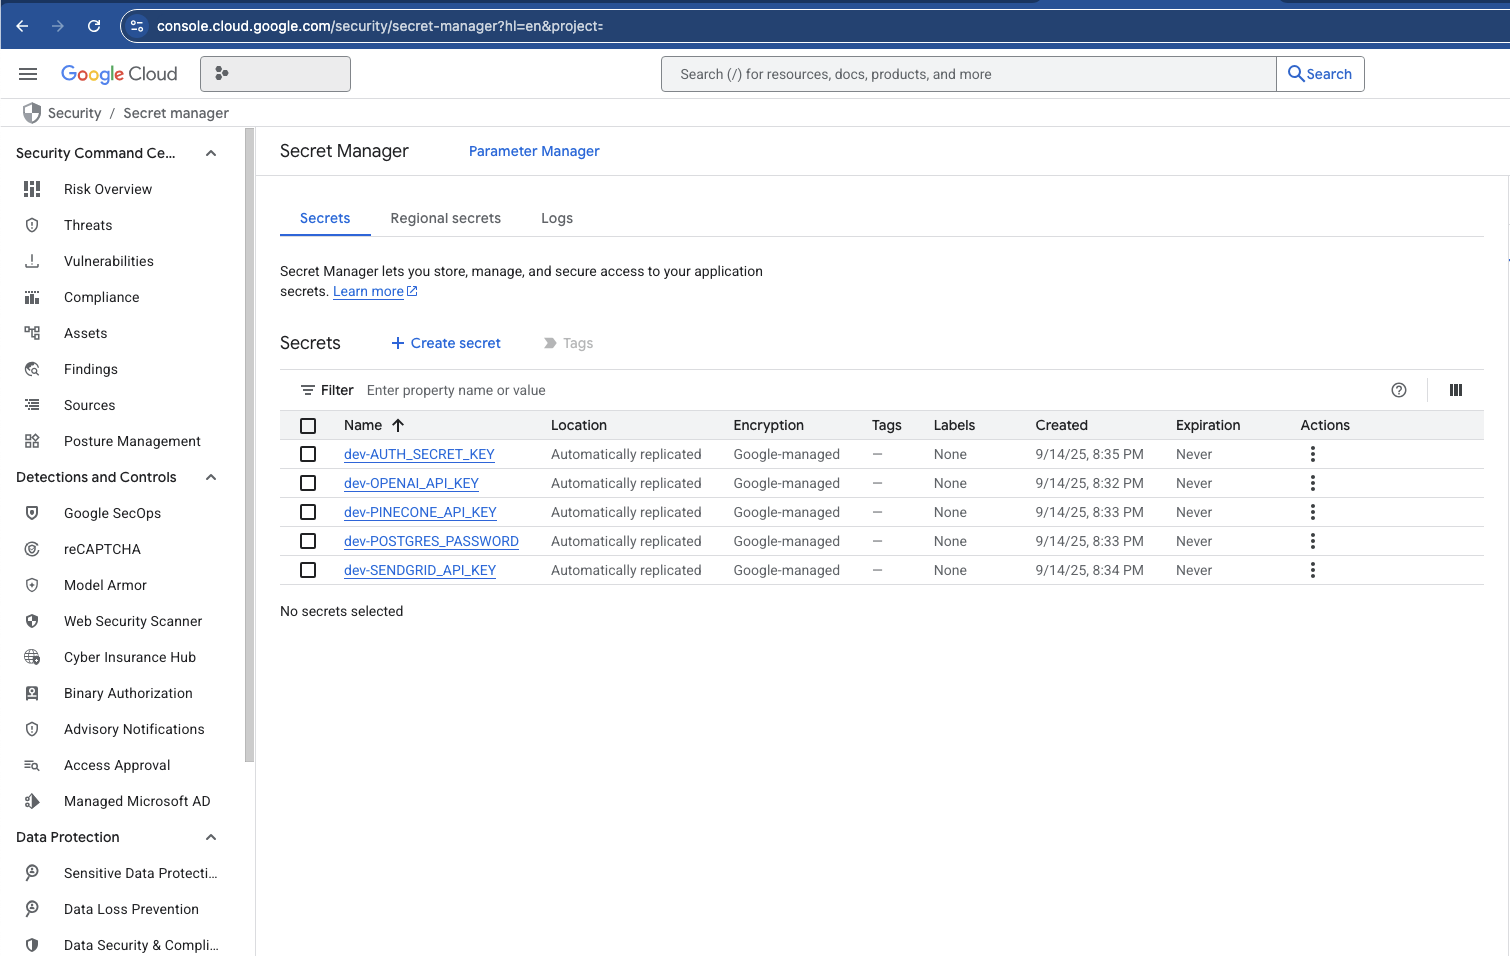 console.cloud.google.com/security/secret-manager?hl=en&project=
Google Cloud
Search (/) for resources, docs, products, and more
Search
Security / Secret manager
Security Command Ce...
Risk Overview
Threats
Vulnerabilities
Compliance
Assets
Findings
Sources
Posture Management
Detections and Controls
Google SecOps
reCAPTCHA
Model Armor
Web Security Scanner
Cyber Insurance Hub
Binary Authorization
Advisory Notifications
Access Approval
Managed Microsoft AD
Data Protection
Sensitive Data Protecti...
Data Loss Prevention
Data Security & Compli...
Secret Manager Parameter Manager
Secrets Regional secrets Logs
Secret Manager lets you store, manage, and secure access to your application
secrets. Learn more
Secrets + Create secret Tags
Filter Enter property name or value
Name Location Encryption Tags Labels Created Expiration Actions
dev-AUTH_SECRET_KEY Automatically replicated Google-managed — None 9/14/25, 8:35 PM Never
dev-OPENAI_API_KEY Automatically replicated Google-managed — None 9/14/25, 8:32 PM Never
dev-PINECONE_API_KEY Automatically replicated Google-managed — None 9/14/25, 8:33 PM Never
dev-POSTGRES_PASSWORD Automatically replicated Google-managed — None 9/14/25, 8:33 PM Never
dev-SENDGRID_API_KEY Automatically replicated Google-managed — None 9/14/25, 8:34 PM Never
No secrets selected